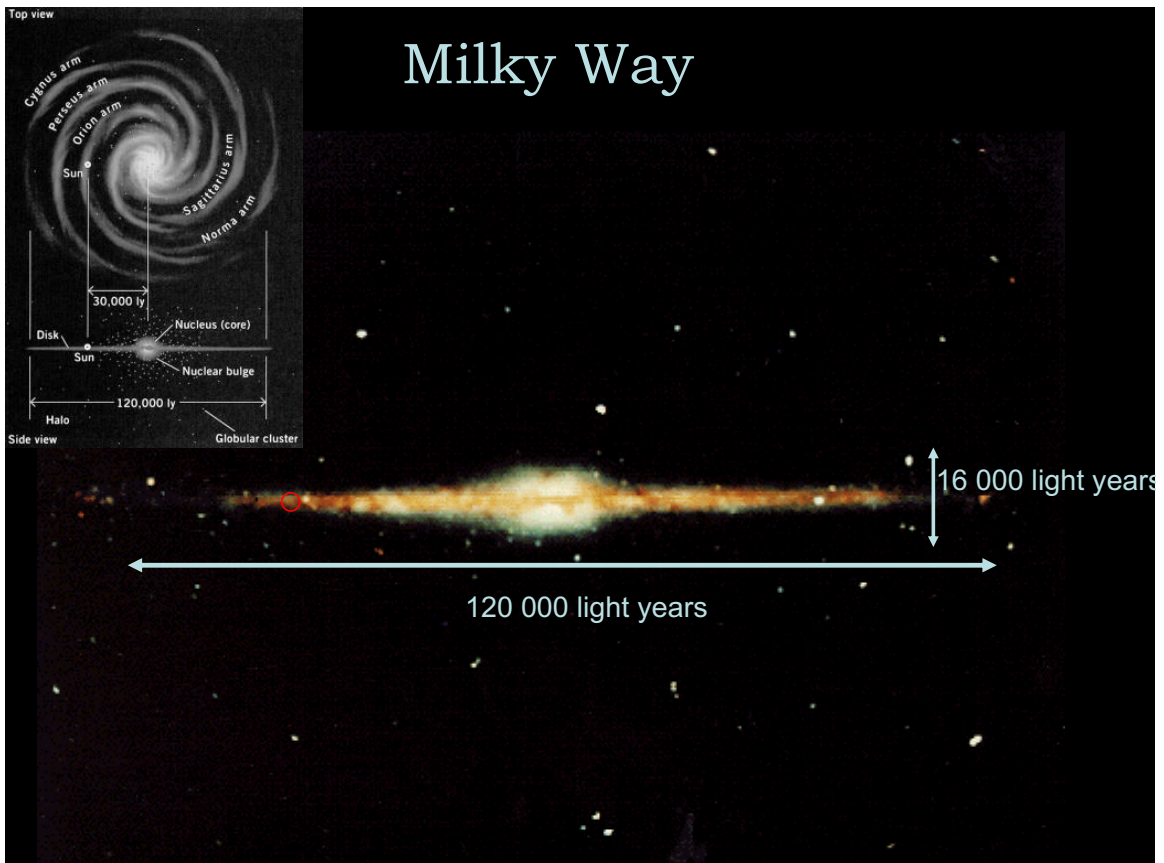 Top view
Milky Way
Cygnus arm
Perseus arm
Orion arm
Sun
Sagittarius arm
Norma arm
30,000 ly
Nucleus (core)
Disk
Sun
Nuclear bulge
120,000 ly
Halo
Globular cluster
Side view
16 000 light years
120 000 light years